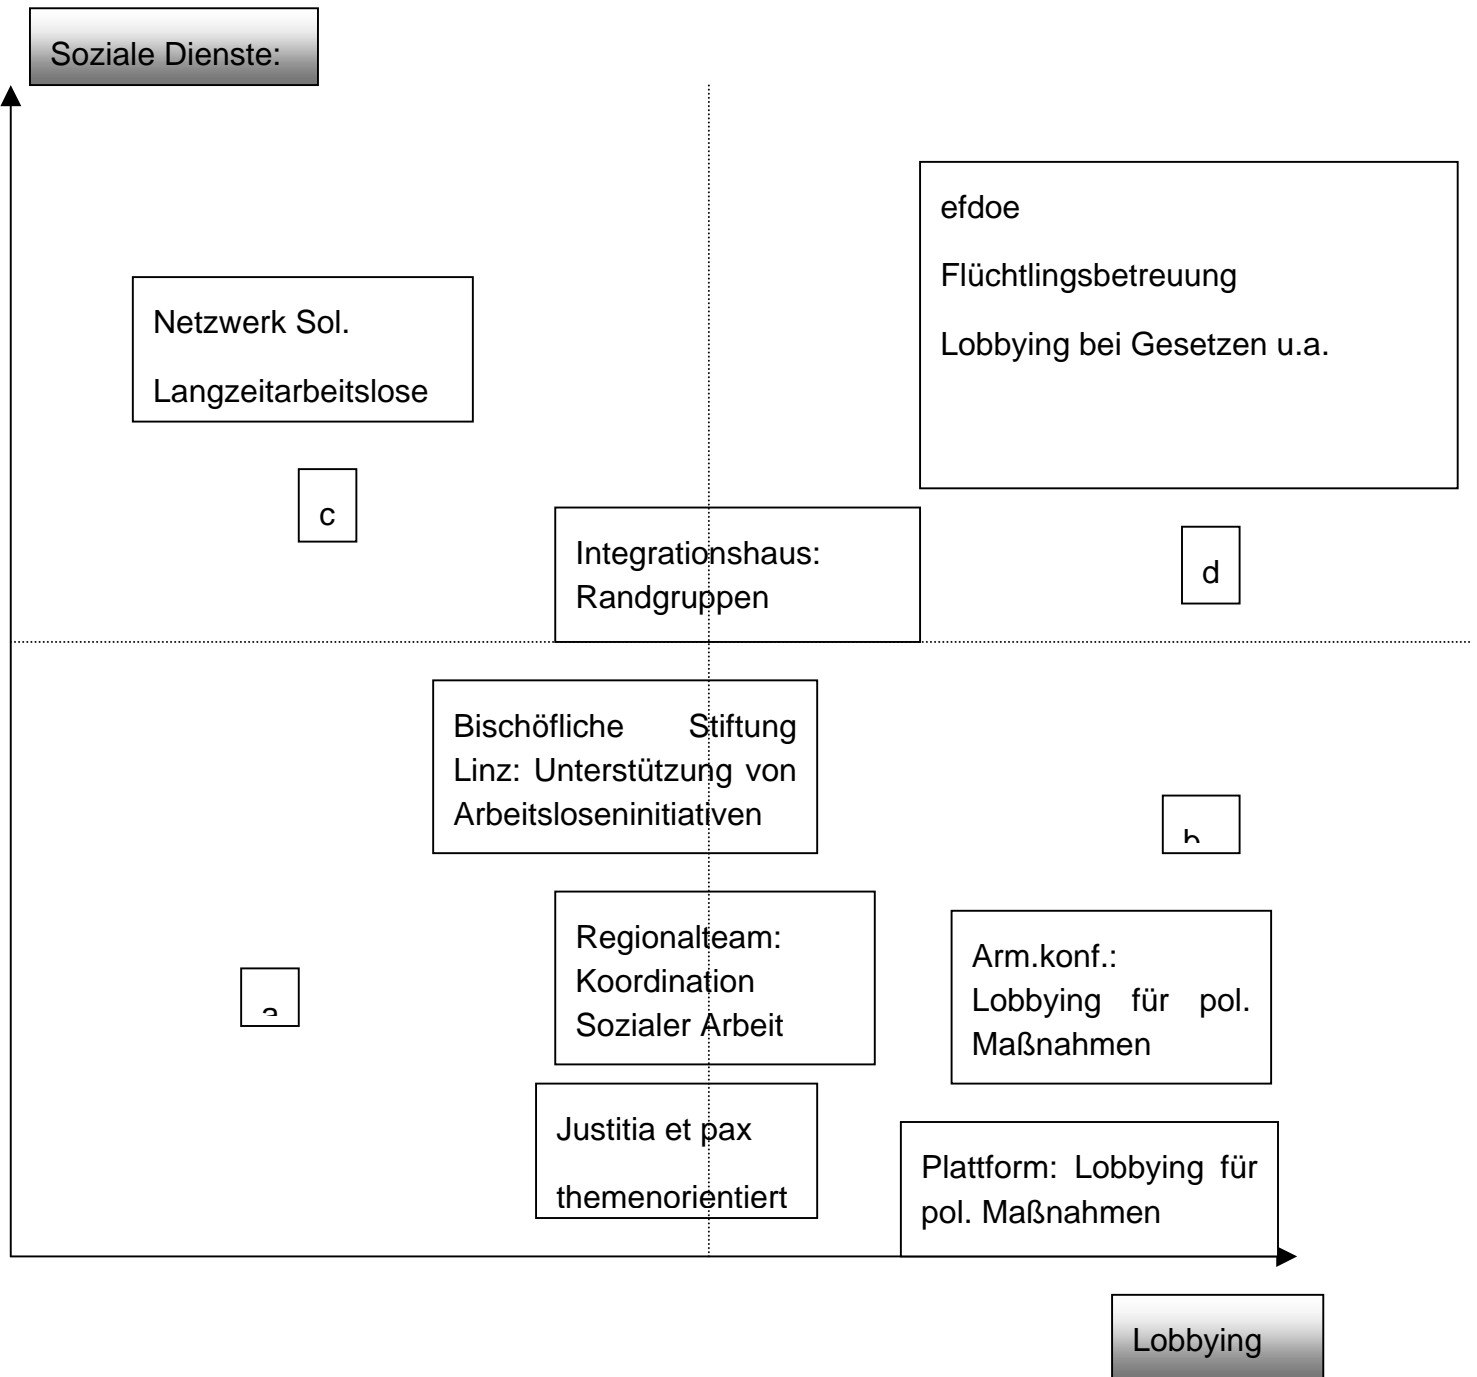 Soziale Dienste:
efdoe
Flüchtlingsbetreuung
Lobbying bei Gesetzen u.a.
Netzwerk Sol.
Langzeitarbeitslose
c
Integrationshaus:
Randgruppen
d
Bischöfliche Stiftung
Linz: Unterstützung von
Arbeitsloseninitiativen
b
Regionalteam:
Koordination
Sozialer Arbeit
Arm.konf.:
Lobbying für pol.
Maßnahmen
a
Justitia et pax
themenorientiert
Plattform: Lobbying für
pol. Maßnahmen
Lobbying